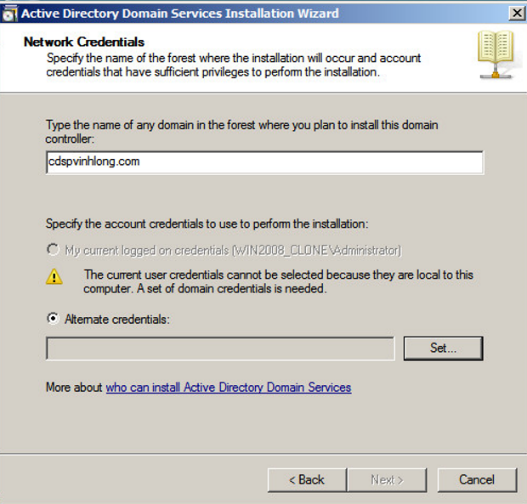 Active Directory Domain Services Installation Wizard
Network Credentials
Specify the name of the forest where the installation will occur and account
credentials that have sufficient privileges to perform the installation.
Type the name of any domain in the forest where you plan to install this domain
controller:
cdspvinhlong.com
Specify the account credentials to use to perform the installation:
My current logged on credentials (WIN2008_CLONE\Administrator)
The current user credentials cannot be selected because they are local to this
computer. A set of domain credentials is needed.
Alternate credentials:
Set...
More about who can install Active Directory Domain Services
< Back
Next >
Cancel